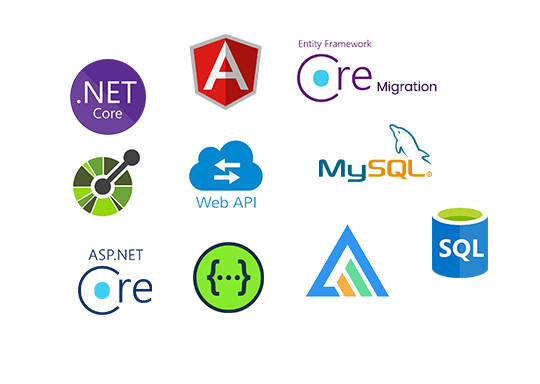 Entity Framework
Core Migration
.NET
Core
A
MySQL®
Web API
SQL
ASP.NET
Core
{...}